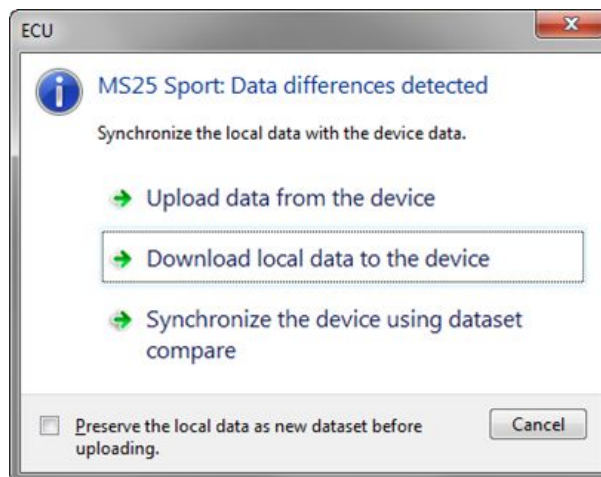 ECU
MS25 Sport: Data differences detected
Synchronize the local data with the device data.
Upload data from the device
Download local data to the device
Synchronize the device using dataset
compare
Preserve the local data as new dataset before
uploading.
Cancel